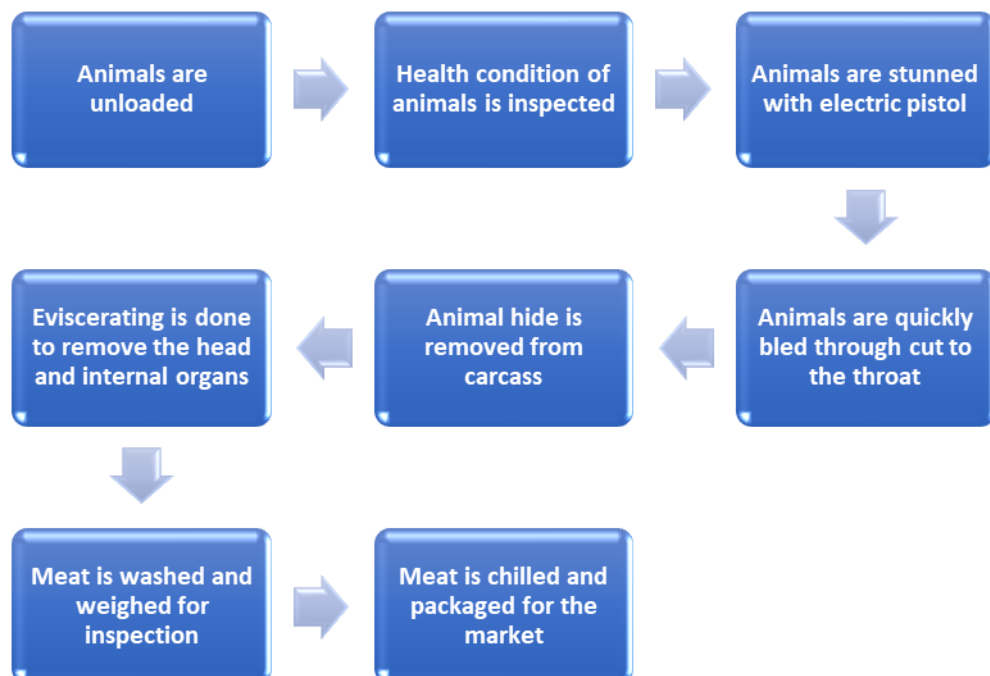 Animals are
unloaded
Health condition of
animals is inspected
Animals are stunned
with electric pistol
Animals are quickly
bled through cut to
the throat
Animal hide is
removed from
carcass
Eviscerating is done
to remove the head
and internal organs
Meat is washed and
weighed for
inspection
Meat is chilled and
packaged for the
market